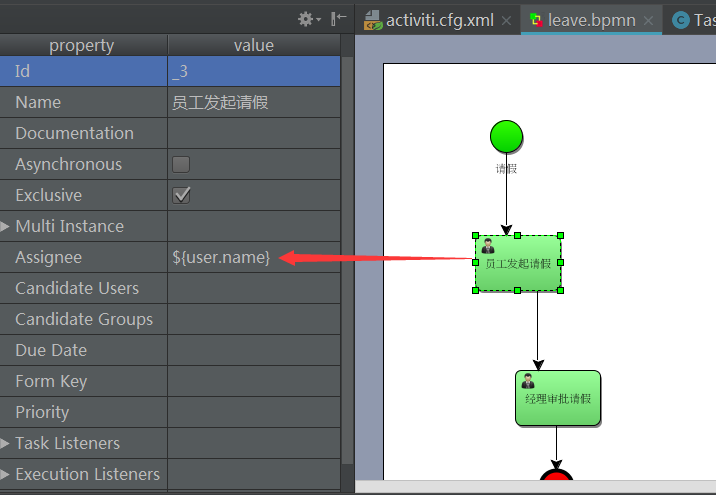 activiti.cfg.xml
leave.bpmn
Tas
property value
Id _3
Name 员工发起请假
Documentation
Asynchronous
Exclusive
Multi Instance
Assignee ${user.name}
Candidate Users
Candidate Groups
Due Date
Form Key
Priority
Task Listeners
Execution Listeners
请假
员工发起请假
经理审批请假